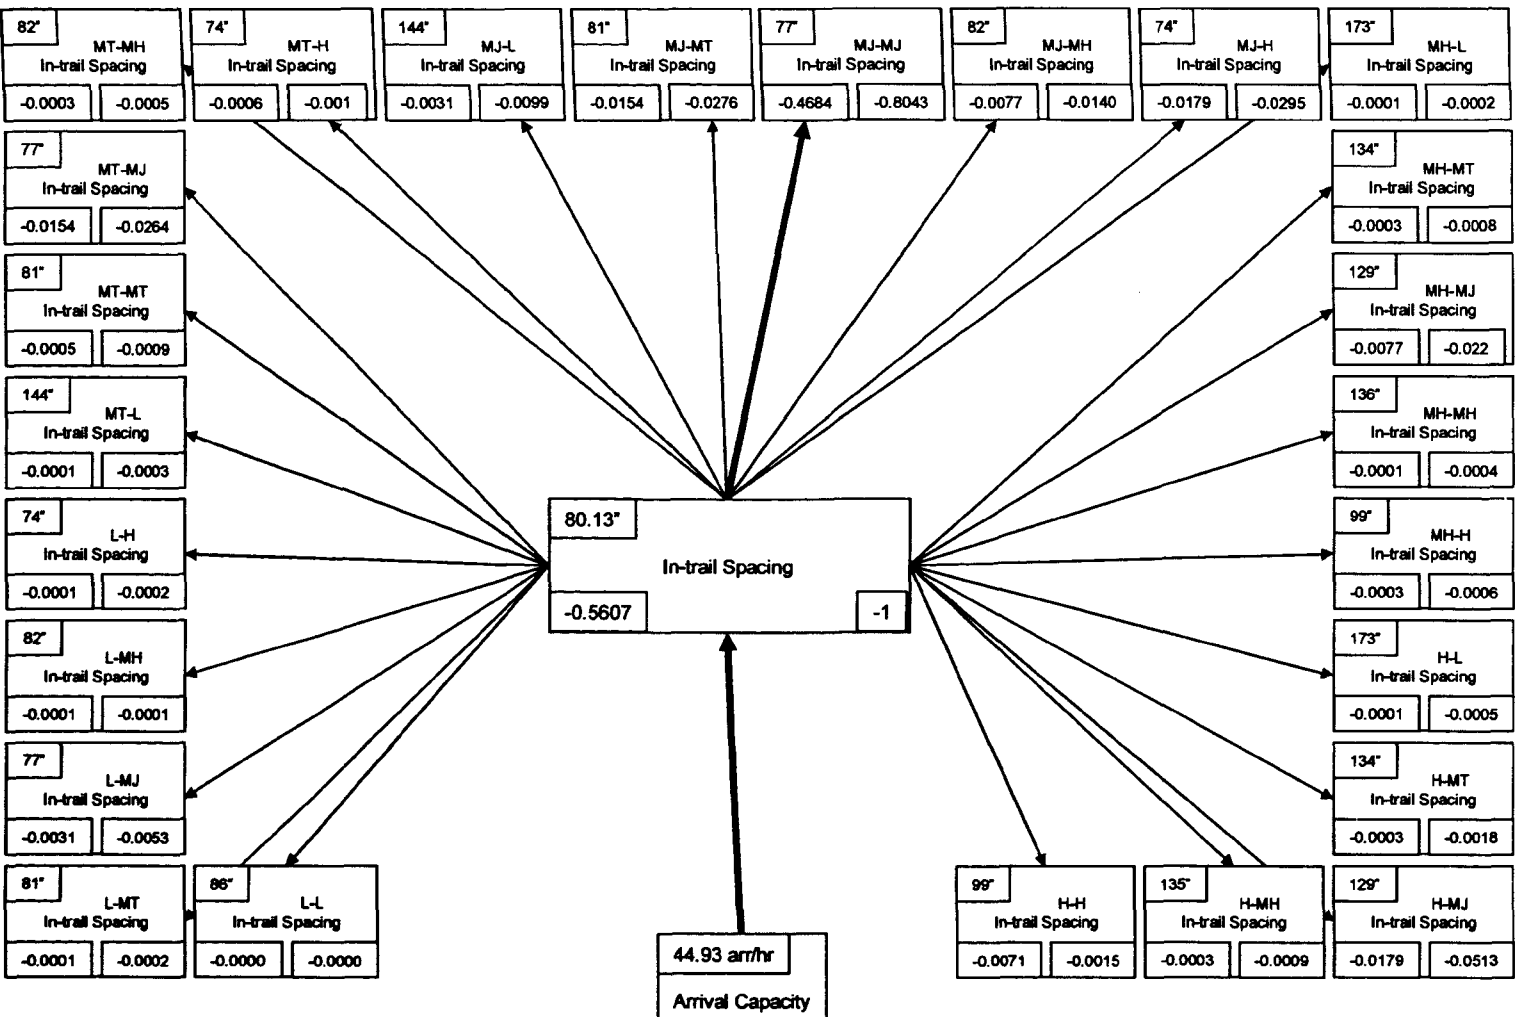 82"
MT-MH
In-trail Spacing
-0.0003 -0.0005
74"
MT-H
In-trail Spacing
-0.0006 -0.001
144"
MJ-L
In-trail Spacing
-0.0031 -0.0099
81"
MJ-MT
In-trail Spacing
-0.0154 -0.0276
77"
MJ-MJ
In-trail Spacing
-0.4684 -0.8043
82"
MJ-MH
In-trail Spacing
-0.0077 -0.0140
74"
MJ-H
In-trail Spacing
-0.0179 -0.0295
173"
MH-L
In-trail Spacing
-0.0001 -0.0002
77"
MT-MJ
In-trail Spacing
-0.0154 -0.0264
134"
MH-MT
In-trail Spacing
-0.0003 -0.0008
81"
MT-MT
In-trail Spacing
-0.0005 -0.0009
129"
MH-MJ
In-trail Spacing
-0.0077 -0.022
144"
MT-L
In-trail Spacing
-0.0001 -0.0003
136"
MH-MH
In-trail Spacing
-0.0001 -0.0004
74"
L-H
In-trail Spacing
-0.0001 -0.0002
80.13"
In-trail Spacing
-0.5607 -1
99"
MH-H
In-trail Spacing
-0.0003 -0.0006
82"
L-MH
In-trail Spacing
-0.0001 -0.0001
173"
H-L
In-trail Spacing
-0.0001 -0.0005
77"
L-MJ
In-trail Spacing
-0.0031 -0.0053
134"
H-MT
In-trail Spacing
-0.0003 -0.0018
81"
L-MT
In-trail Spacing
-0.0001 -0.0002
86"
L-L
In-trail Spacing
-0.0000 -0.0000
44.93 arr/hr
Arrival Capacity
99"
H-H
In-trail Spacing
-0.0071 -0.0015
135"
H-MH
In-trail Spacing
-0.0003 -0.0009
129"
H-MJ
In-trail Spacing
-0.0179 -0.0513